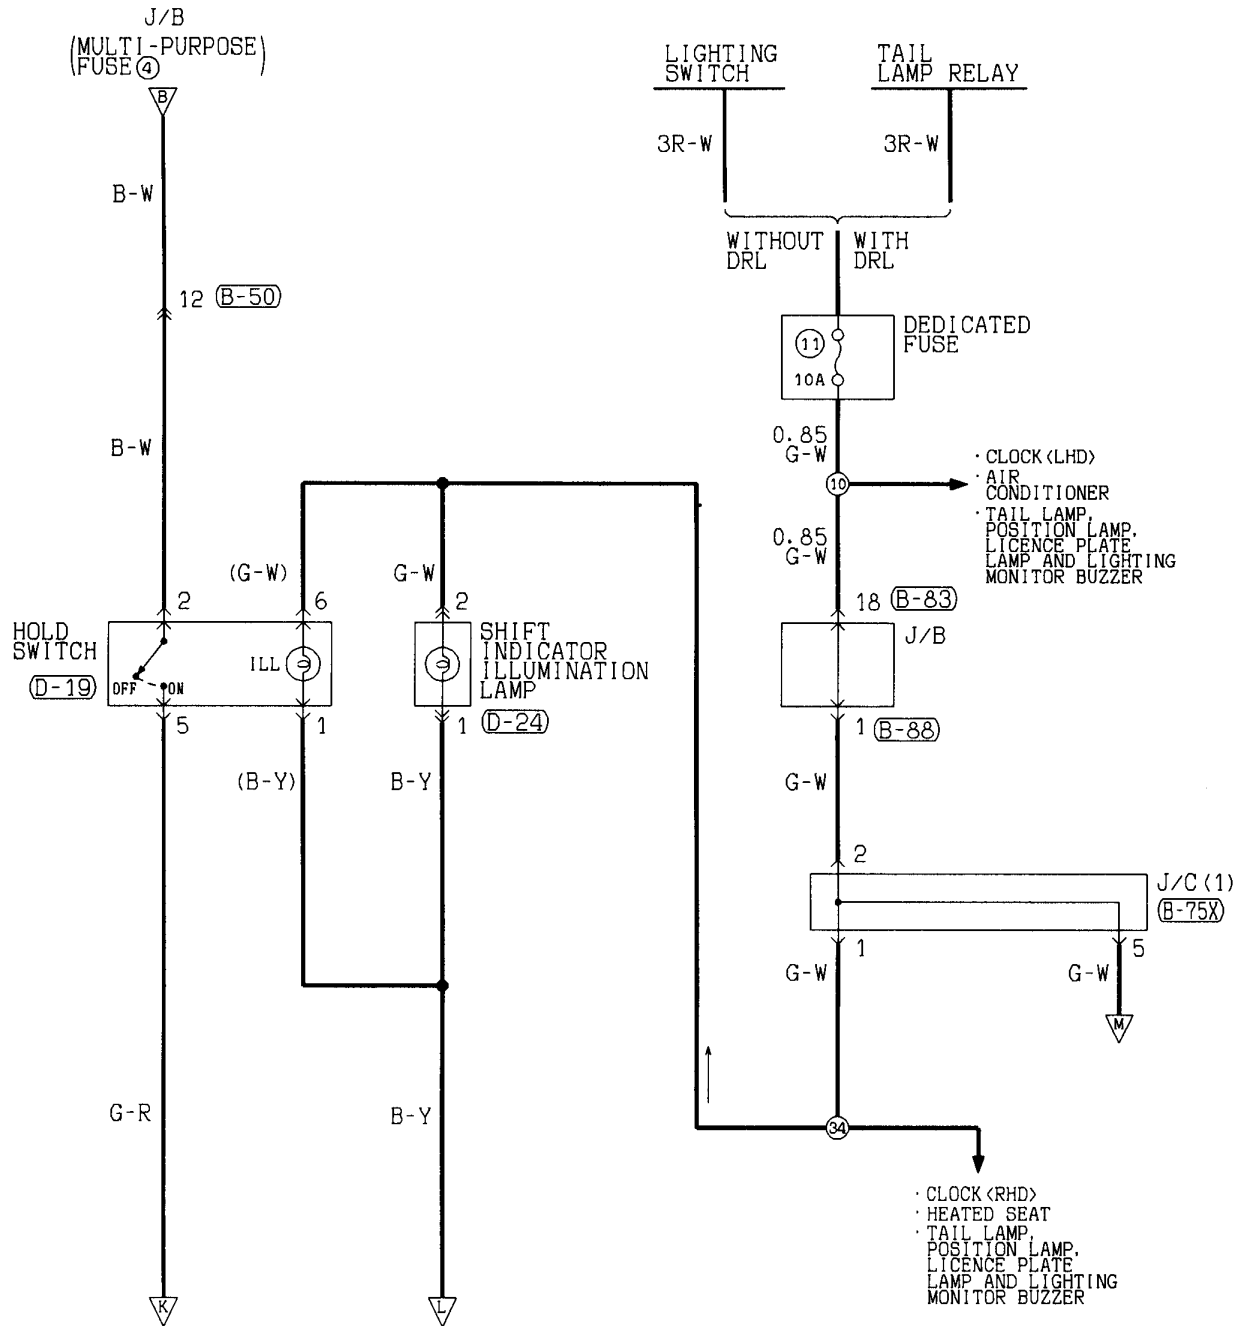 J/B
(MULTI-PURPOSE)
FUSE④
B
B-W
12 (B-50)
B-W
2
HOLD
SWITCH
(D-19)
OFF
ON
ILL
5
G-R
K
(G-W)
6
1
(B-Y)
G-W
2
SHIFT
INDICATOR
ILLUMINATION
LAMP
1 (D-24)
B-Y
B-Y
L
LIGHTING
SWITCH
TAIL
LAMP RELAY
3R-W
3R-W
WITHOUT
DRL
WITH
DRL
⑪
10A
DEDICATED
FUSE
0.85
G-W
⑩
· CLOCK<LHD>
· AIR
CONDITIONER
· TAIL LAMP,
POSITION LAMP,
LICENCE PLATE
LAMP AND LIGHTING
MONITOR BUZZER
0.85
G-W
18 (B-83)
J/B
1 (B-88)
G-W
2
J/C(1)
(B-75X)
1
G-W
5
G-W
M
㉞
· CLOCK<RHD>
· HEATED SEAT
· TAIL LAMP,
POSITION LAMP,
LICENCE PLATE
LAMP AND LIGHTING
MONITOR BUZZER